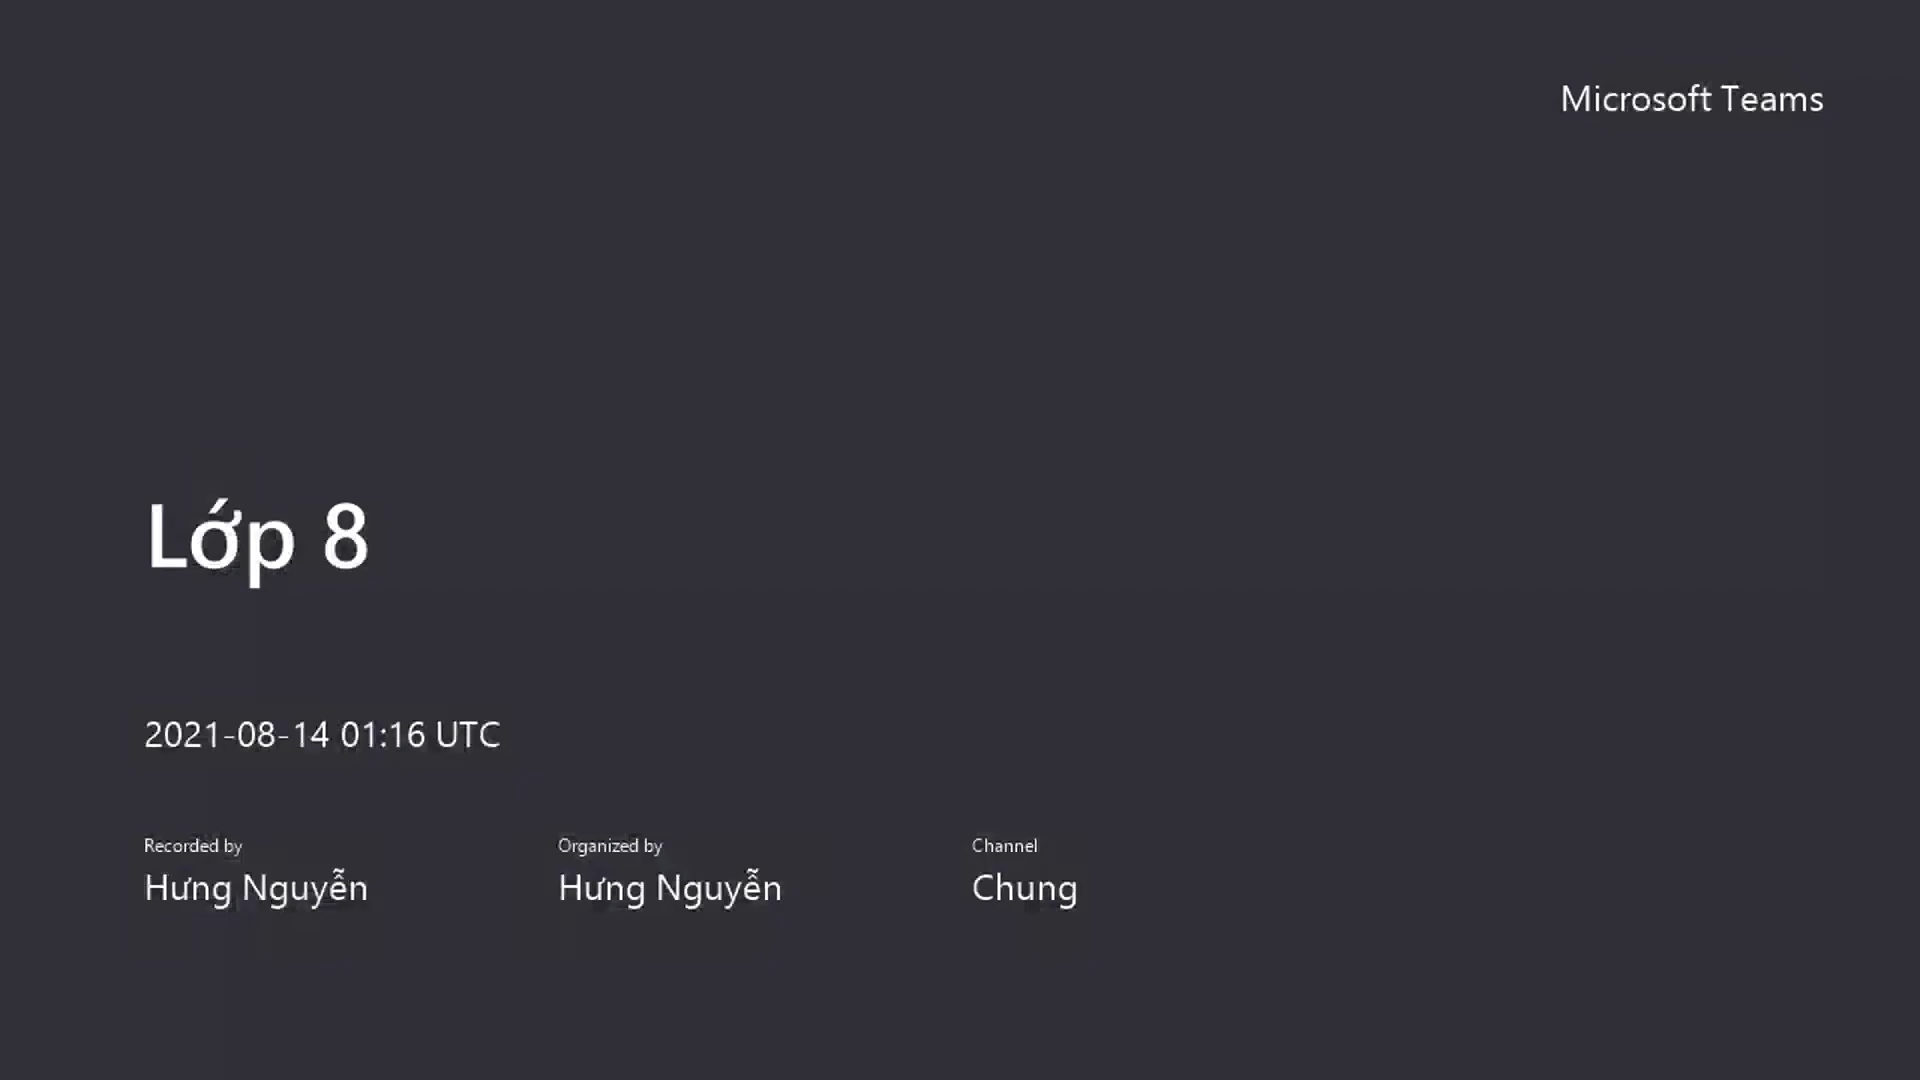 Microsoft Teams
Lớp 8
2021-08-14 01:16 UTC
Recorded by
Hưng Nguyễn
Organized by
Hưng Nguyễn
Channel
Chung